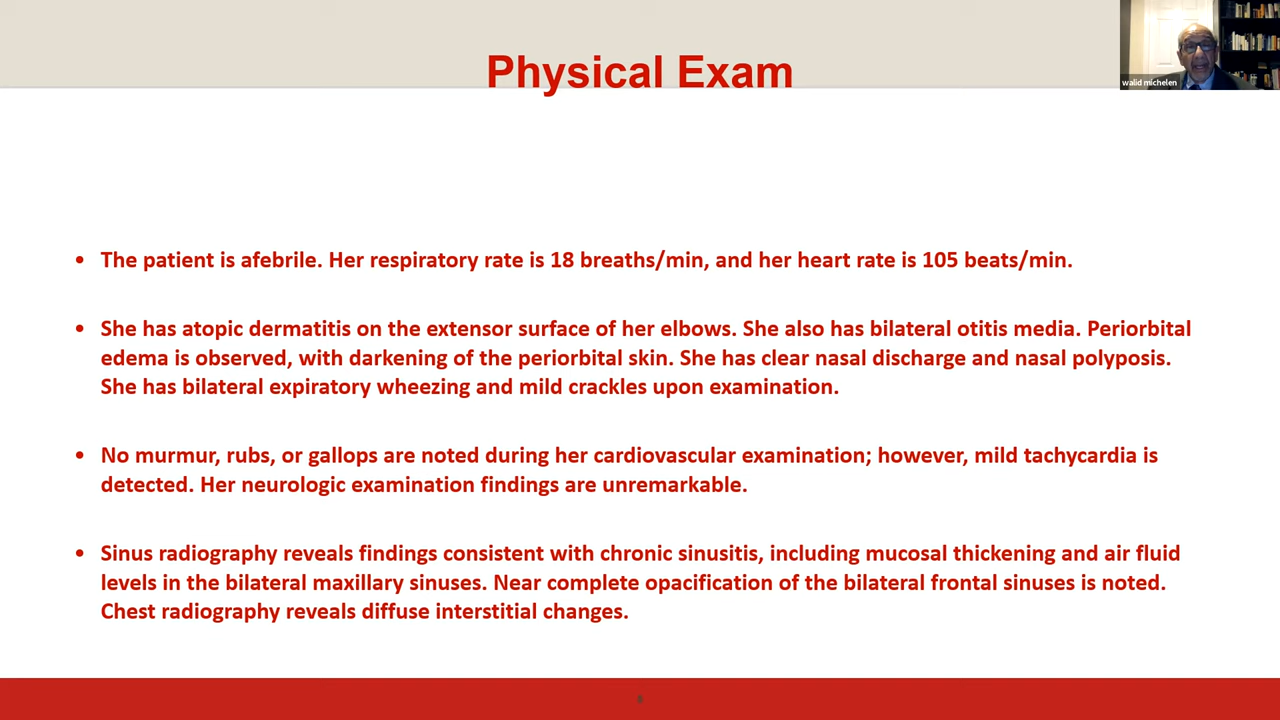 Physical Exam
walid michelen
• The patient is afebrile. Her respiratory rate is 18 breaths/min, and her heart rate is 105 beats/min.
• She has atopic dermatitis on the extensor surface of her elbows. She also has bilateral otitis media. Periorbital
edema is observed, with darkening of the periorbital skin. She has clear nasal discharge and nasal polyposis.
She has bilateral expiratory wheezing and mild crackles upon examination.
• No murmur, rubs, or gallops are noted during her cardiovascular examination; however, mild tachycardia is
detected. Her neurologic examination findings are unremarkable.
• Sinus radiography reveals findings consistent with chronic sinusitis, including mucosal thickening and air fluid
levels in the bilateral maxillary sinuses. Near complete opacification of the bilateral frontal sinuses is noted.
Chest radiography reveals diffuse interstitial changes.